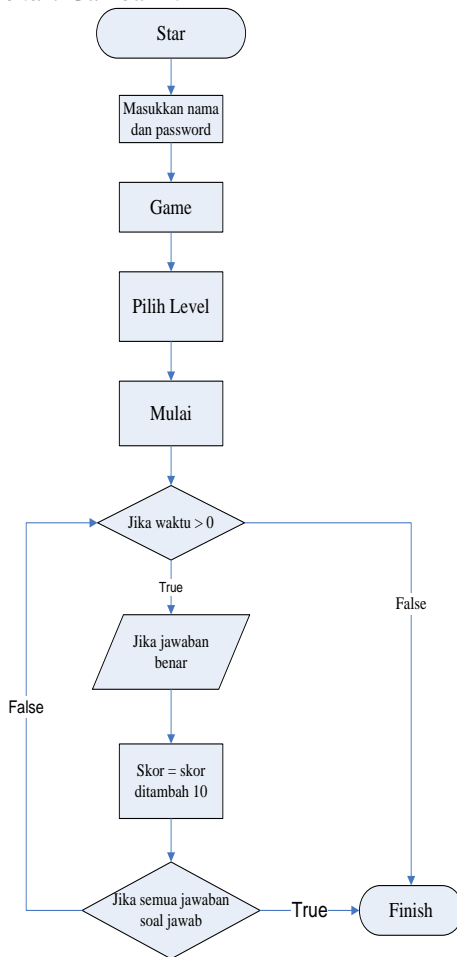 Star
Masukkan nama
dan password
Game
Pilih Level
Mulai
Jika waktu > 0
True
False
Jika jawaban
benar
False
Skor = skor
ditambah 10
Jika semua jawaban
soal jawab
True
Finish